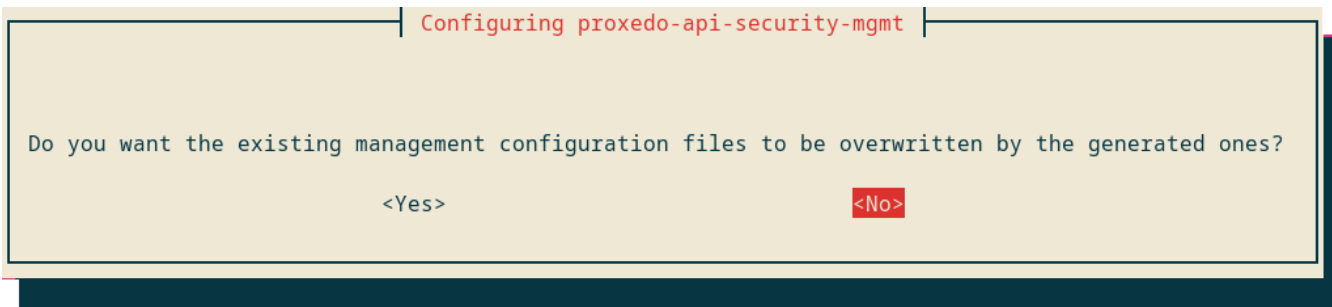 Configuring proxedo-api-security-mgmt
Do you want the existing management configuration files to be overwritten by the generated ones?
<Yes> <No>